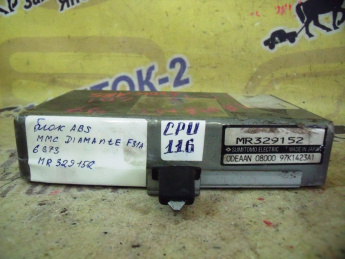 ТОК-2
блок ABS
MMC DIAMANTE F31A
6G73
MR 329152
CPU
116
MR329152
SUMITOMO ELECTRIC MADE IN JAPAN
ODEAAN 08000 97K1423A1